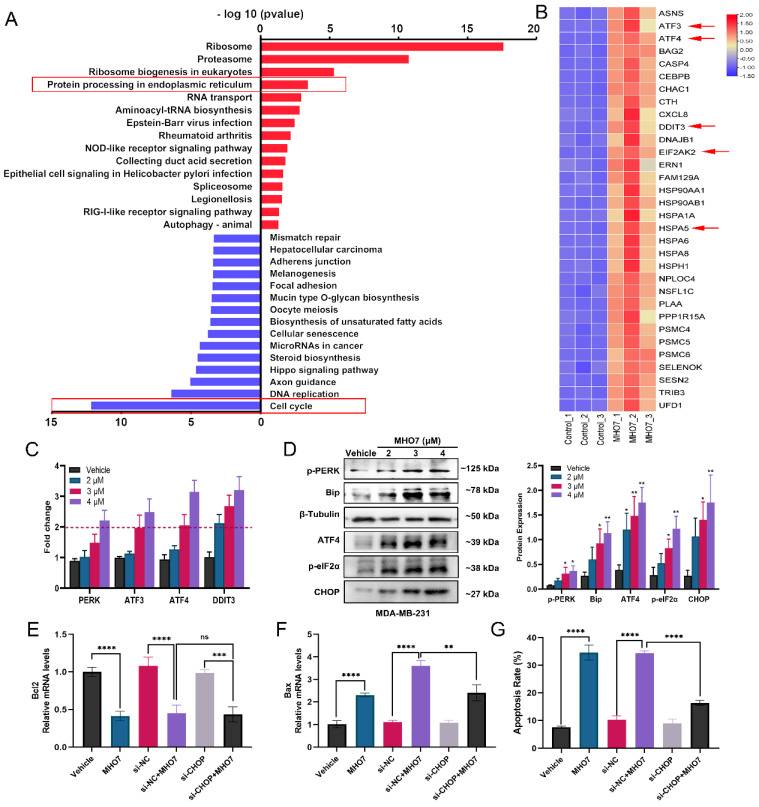 A
- log 10 (pvalue)
0 5 10 15 20
Ribosome
Proteasome
Ribosome biogenesis in eukaryotes
Protein processing in endoplasmic reticulum
RNA transport
Aminoacyl-tRNA biosynthesis
Epstein-Barr virus infection
Rheumatoid arthritis
NOD-like receptor signaling pathway
Collecting duct acid secretion
Epithelial cell signaling in Helicobacter pylori infection
Spliceosome
Legionellosis
RIG-I-like receptor signaling pathway
Autophagy - animal
Mismatch repair
Hepatocellular carcinoma
Adherens junction
Melanogenesis
Focal adhesion
Mucin type O-glycan biosynthesis
Oocyte meiosis
Biosynthesis of unsaturated fatty acids
Cellular senescence
MicroRNAs in cancer
Steroid biosynthesis
Hippo signaling pathway
Axon guidance
DNA replication
Cell cycle
15 10 5 0
B
ASNS
ATF3
ATF4
BAG2
CASP4
CEBPB
CHAC1
CTH
CXCL8
DDIT3
DNAJB1
EIF2AK2
ERN1
FAM129A
HSP90AA1
HSP90AB1
HSPA1A
HSPA5
HSPA6
HSPA8
HSPH1
NPLOC4
NSFL1C
PLAA
PPP1R15A
PSMC4
PSMC5
PSMC6
SELENOK
SESN2
TRIB3
UFD1
Control_1
Control_2
Control_3
MHO7_1
MHO7_2
MHO7_3
2.00
1.50
1.00
0.50
0.00
-0.50
-1.00
-1.50
C
Vehicle
2 μM
3 μM
4 μM
Fold change
4
3
2
1
0
PERK ATF3 ATF4 DDIT3
D
MHO7 (μM)
Vehicle 2 3 4
p-PERK ~125 kDa
Bip ~78 kDa
β-Tubulin ~50 kDa
ATF4 ~39 kDa
p-eIF2α ~38 kDa
CHOP ~27 kDa
MDA-MB-231
Vehicle
2 μM
3 μM
4 μM
Protein Expression
2.5
2.0
1.5
1.0
0.5
0.0
* * * ** * ** ** * ** * **
p-PERK Bip ATF4 p-eIF2α CHOP
E
Bcl2
Relative mRNA levels
1.5
1.0
0.5
0.0
**** **** ns ***
Vehicle
MHO7
si-NC
si-NC+MHO7
si-CHOP
si-CHOP+MHO7
F
Bax
Relative mRNA levels
5
4
3
2
1
0
**** **** **
Vehicle
MHO7
si-NC
si-NC+MHO7
si-CHOP
si-CHOP+MHO7
G
Apoptosis Rate (%)
40
30
20
10
0
**** **** ****
Vehicle
MHO7
si-NC
si-NC+MHO7
si-CHOP
si-CHOP+MHO7